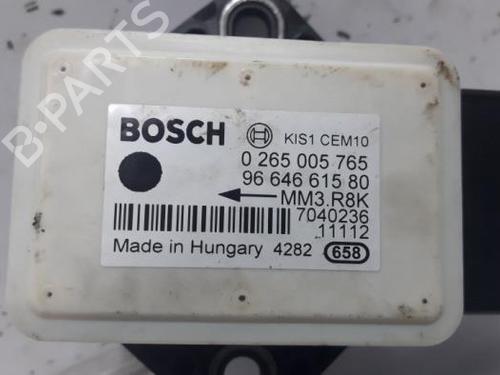 B-PARTS
BOSCH KIS1 CEM10
0 265 005 765
96 646 615 80
MM3.R8K
7040236
11112
Made in Hungary 4282 658